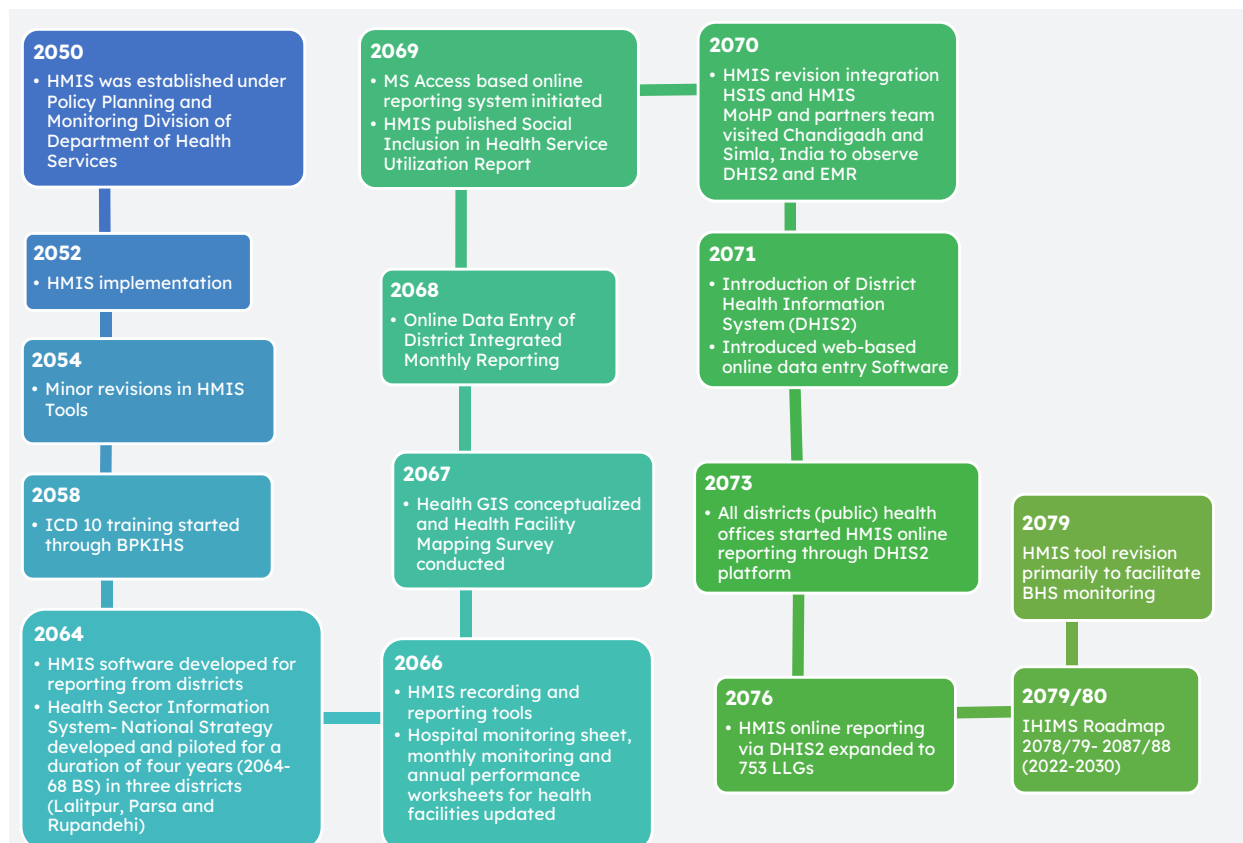 2050
• HMIS was established under
Policy Planning and
Monitoring Division of
Department of Health
Services
2052
• HMIS implementation
2054
• Minor revisions in HMIS
Tools
2058
• ICD 10 training started
through BPKIHS
2064
• HMIS software developed for
reporting from districts
• Health Sector Information
System- National Strategy
developed and piloted for a
duration of four years (2064-
68 BS) in three districts
(Lalitpur, Parsa and
Rupandehi)
2066
• HMIS recording and
reporting tools
• Hospital monitoring sheet,
monthly monitoring and
annual performance
worksheets for health
facilities updated
2067
• Health GIS conceptualized
and Health Facility
Mapping Survey
conducted
2068
• Online Data Entry of
District Integrated
Monthly Reporting
2069
• MS Access based online
reporting system initiated
• HMIS published Social
Inclusion in Health Service
Utilization Report
2070
• HMIS revision integration
HSIS and HMIS
MoHP and partners team
visited Chandigadh and
Simla, India to observe
DHIS2 and EMR
2071
• Introduction of District
Health Information
System (DHIS2)
• Introduced web-based
online data entry Software
2073
• All districts (public) health
offices started HMIS online
reporting through DHIS2
platform
2076
• HMIS online reporting
via DHIS2 expanded to
753 LLGs
2079/80
IHIMS Roadmap
2078/79- 2087/88
(2022-2030)
2079
HMIS tool revision
primarily to facilitate
BHS monitoring